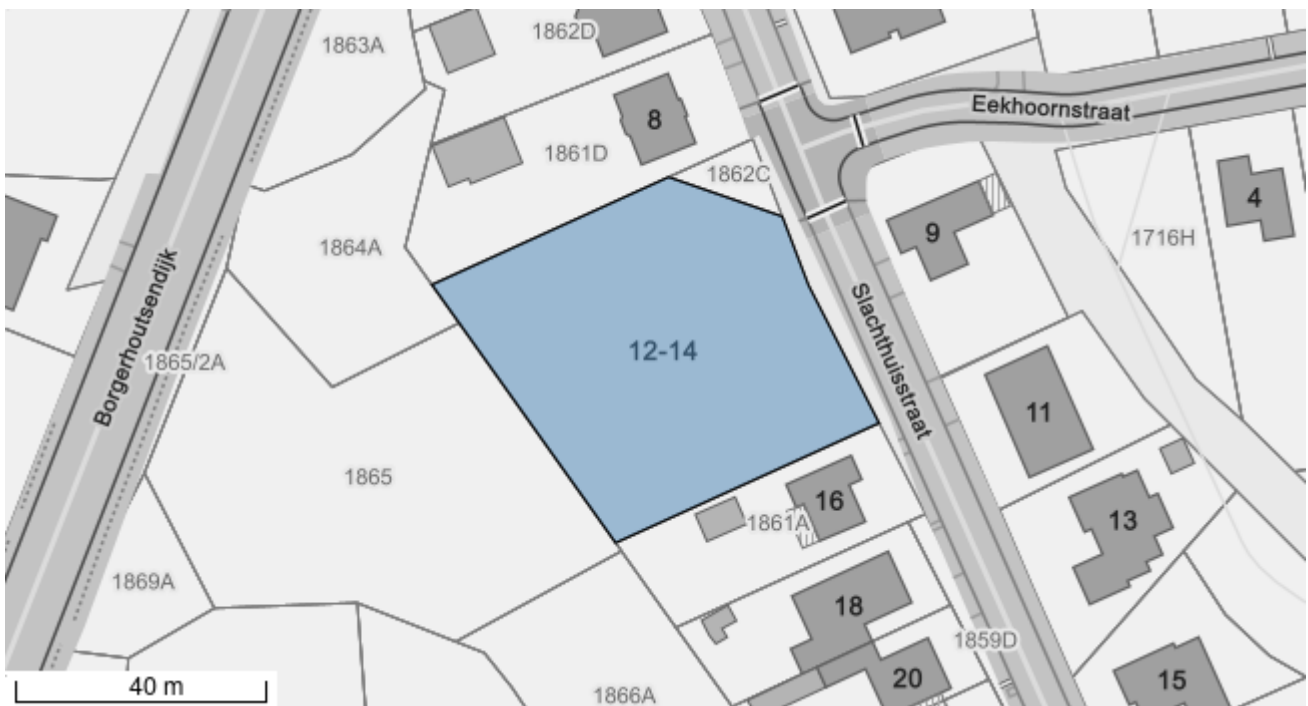 1863A
1862D
8
Eekhoornstraat
1861D
1862C
4
9
1716H
1864A
Borgerhoutsendijk
1865/2A
12-14
Slachthuisstraat
11
1865
16
1861A
13
1869A
18
1859D
20
15
1866A
40 m